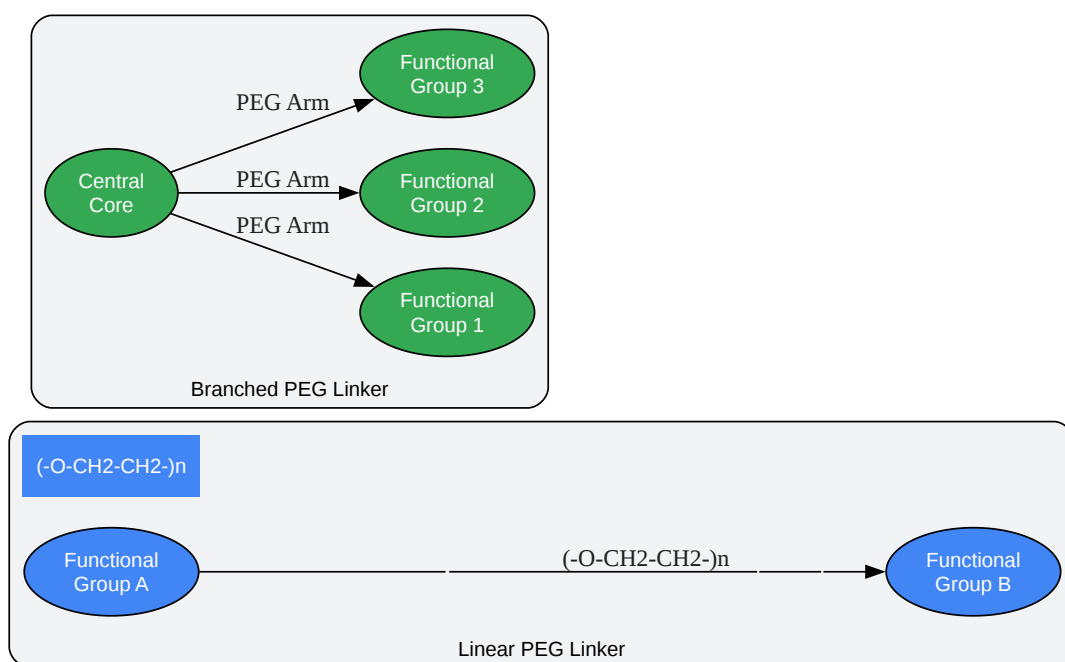 Functional
Group 3
PEG Arm
Central
Core
PEG Arm
Functional
Group 2
PEG Arm
Functional
Group 1
Branched PEG Linker
(-O-CH2-CH2-)n
Functional
Group A
(-O-CH2-CH2-)n
Functional
Group B
Linear PEG Linker